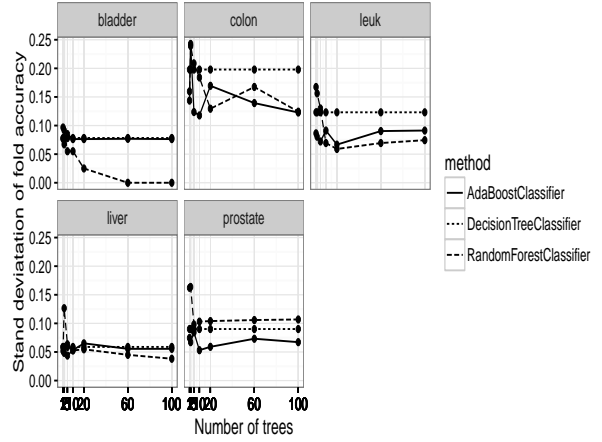 bladder colon leuk
0.25
0.20
0.15
0.10
0.05
0.00
liver prostate
0.25
0.20
0.15
0.10
0.05
0.00
Stand deviatation of fold accuracy
20 60 100 20 60 100
Number of trees
method
AdaBoostClassifier
DecisionTreeClassifier
RandomForestClassifier